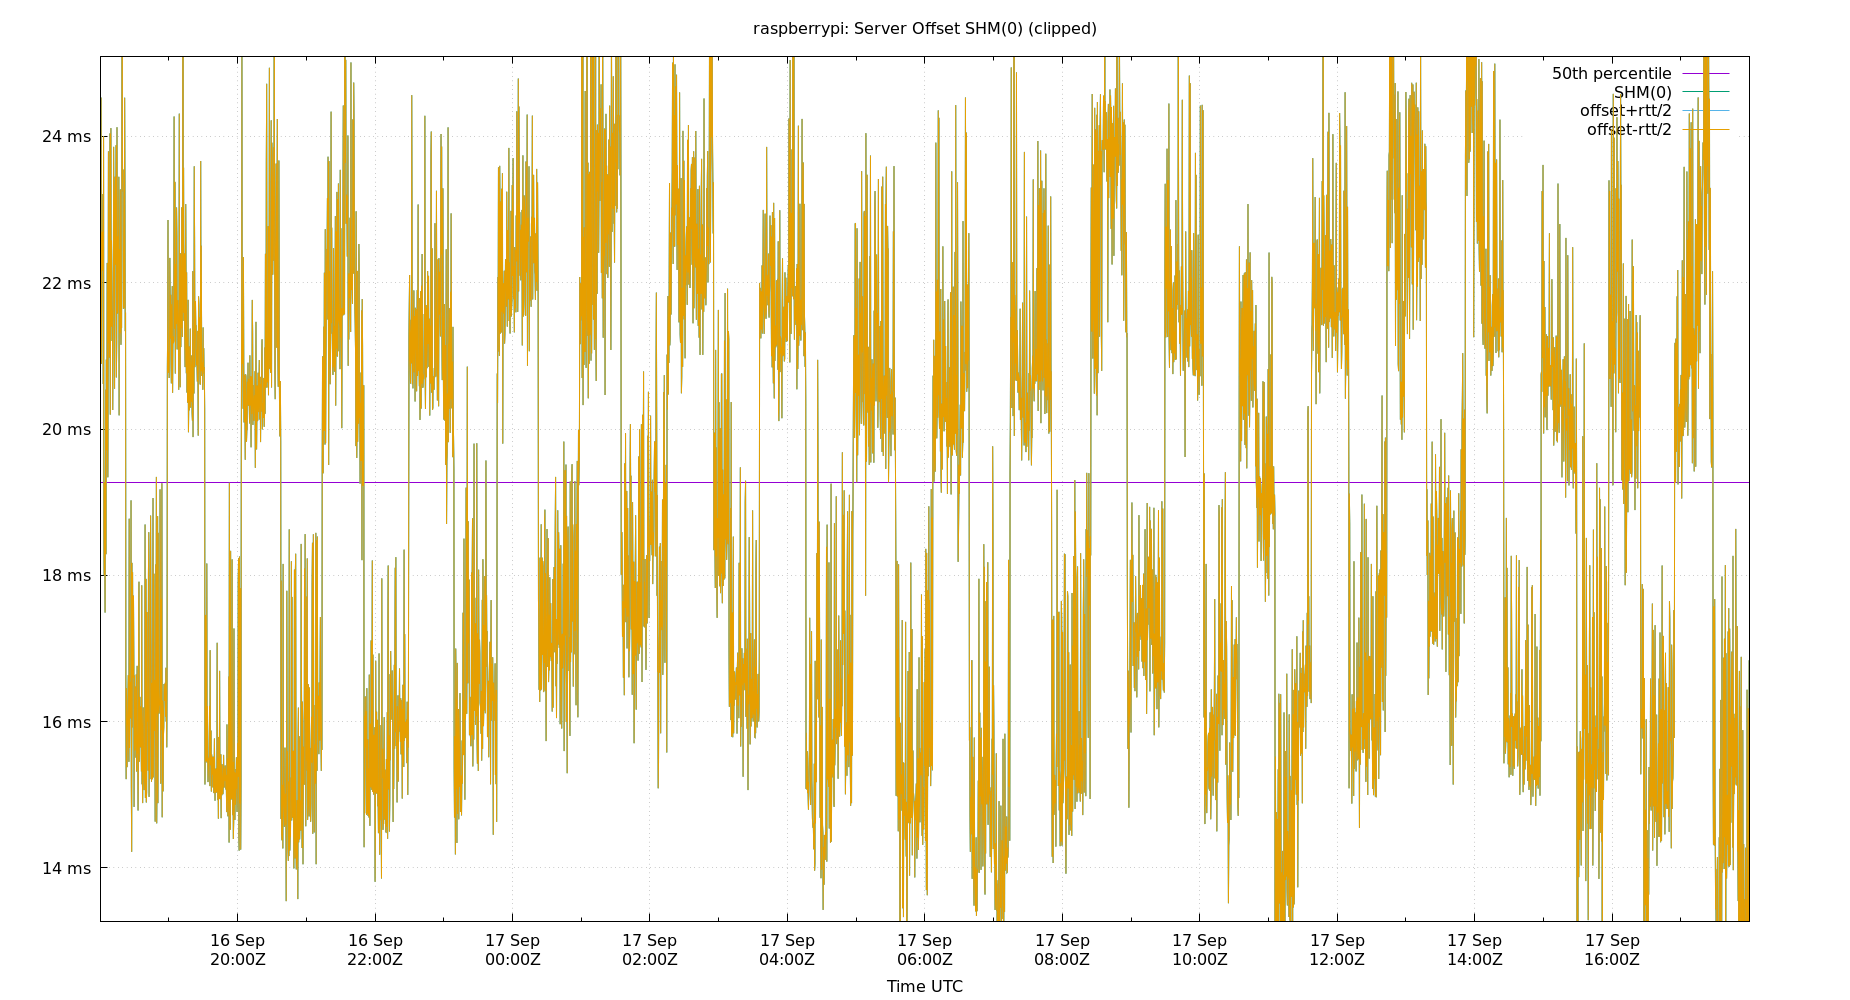 raspberrypi: Server Offset SHM(0) (clipped)
50th percentile
SHM(0)
offset+rtt/2
offset-rtt/2
24 ms
22 ms
20 ms
18 ms
16 ms
14 ms
16 Sep 16 Sep 17 Sep 17 Sep 17 Sep 17 Sep 17 Sep 17 Sep 17 Sep 17 Sep 17 Sep
20:00Z 22:00Z 00:00Z 02:00Z 04:00Z 06:00Z 08:00Z 10:00Z 12:00Z 14:00Z 16:00Z
Time UTC